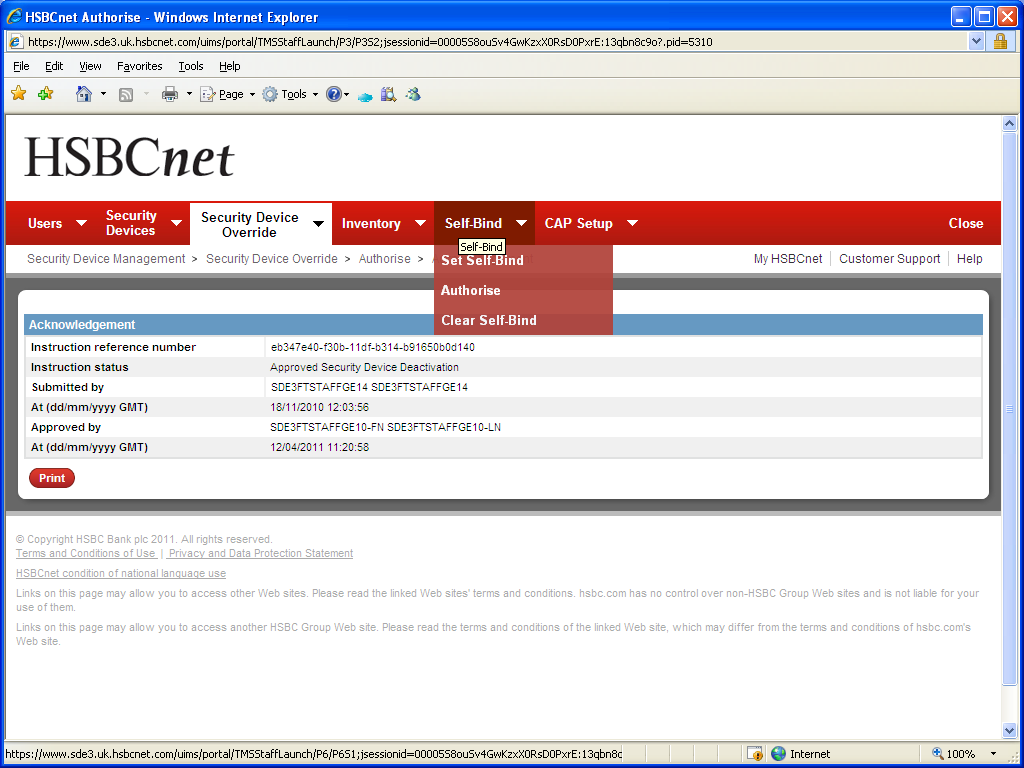 HSBCnet Authorise - Windows Internet Explorer
https://www.sde3.uk.hsbcnet.com/uims/portal/TMSStaffLaunch/P3/P3S2;jsessionid=00005S8ouSv4GwKzxX0RsD0PxrE:13qbn8c9o?.pid=5310
File Edit View Favorites Tools Help
Page Tools
HSBCnet
Users Security Devices Security Device Override Inventory Self-Bind CAP Setup Close
Self-Bind
Security Device Management > Security Device Override > Authorise > My HSBCnet Customer Support Help
Set Self-Bind
Authorise
Clear Self-Bind
Acknowledgement
Instruction reference number eb347e40-f30b-11df-b314-b91650b0d140
Instruction status Approved Security Device Deactivation
Submitted by SDE3FTSTAFFGE14 SDE3FTSTAFFGE14
At (dd/mm/yyyy GMT) 18/11/2010 12:03:56
Approved by SDE3FTSTAFFGE10-FN SDE3FTSTAFFGE10-LN
At (dd/mm/yyyy GMT) 12/04/2011 11:20:58
Print
© Copyright HSBC Bank plc 2011. All rights reserved.
Terms and Conditions of Use | Privacy and Data Protection Statement
HSBCnet condition of national language use
Links on this page may allow you to access other Web sites. Please read the linked Web sites' terms and conditions. hsbc.com has no control over non-HSBC Group Web sites and is not liable for your
use of them.
Links on this page may allow you to access another HSBC Group Web site. Please read the terms and conditions of the linked Web site, which may differ from the terms and conditions of hsbc.com's
Web site.
https://www.sde3.uk.hsbcnet.com/uims/portal/TMSStaffLaunch/P6/P6S1;jsessionid=00005S8ouSv4GwKzxX0RsD0PxrE:13qbn8c Internet 100%